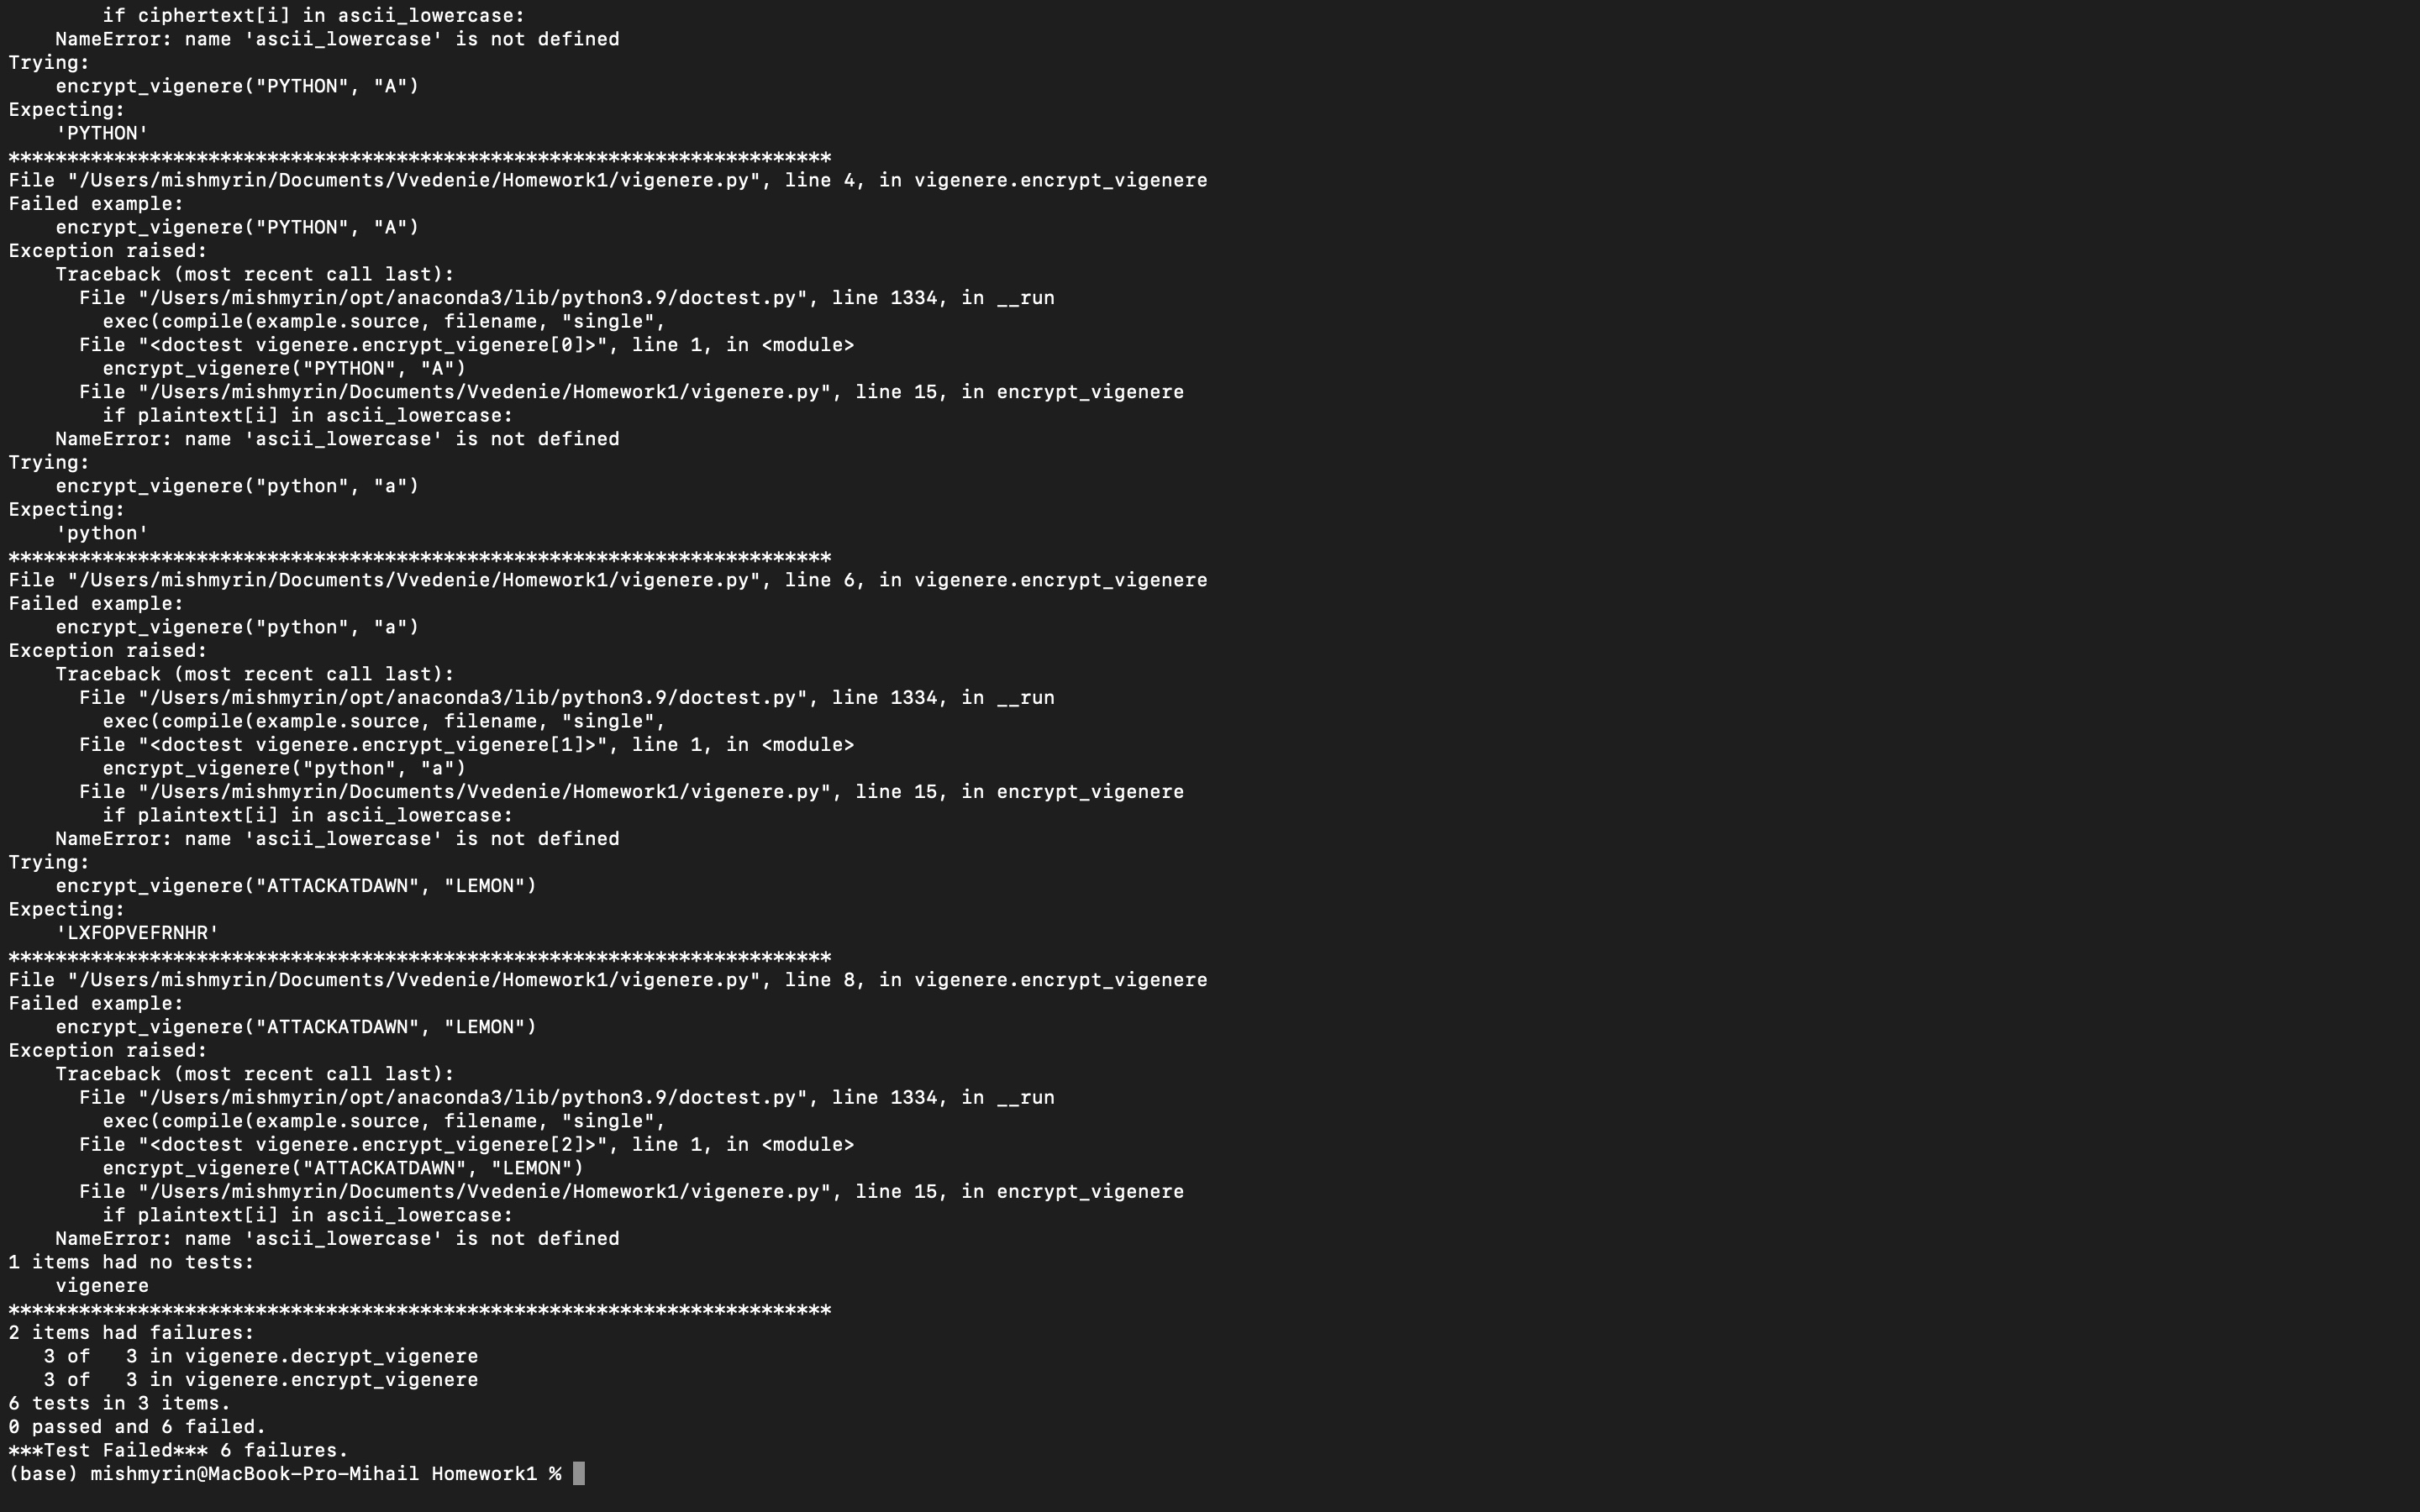 if ciphertext[i] in ascii_lowercase:
    NameError: name 'ascii_lowercase' is not defined
Trying:
    encrypt_vigenere("PYTHON", "A")
Expecting:
    'PYTHON'
**********************************************************************
File "/Users/mishmyrin/Documents/Vvedenie/Homework1/vigenere.py", line 4, in vigenere.encrypt_vigenere
Failed example:
    encrypt_vigenere("PYTHON", "A")
Exception raised:
    Traceback (most recent call last):
      File "/Users/mishmyrin/opt/anaconda3/lib/python3.9/doctest.py", line 1334, in __run
        exec(compile(example.source, filename, "single",
      File "<doctest vigenere.encrypt_vigenere[0]>", line 1, in <module>
        encrypt_vigenere("PYTHON", "A")
      File "/Users/mishmyrin/Documents/Vvedenie/Homework1/vigenere.py", line 15, in encrypt_vigenere
        if plaintext[i] in ascii_lowercase:
    NameError: name 'ascii_lowercase' is not defined
Trying:
    encrypt_vigenere("python", "a")
Expecting:
    'python'
**********************************************************************
File "/Users/mishmyrin/Documents/Vvedenie/Homework1/vigenere.py", line 6, in vigenere.encrypt_vigenere
Failed example:
    encrypt_vigenere("python", "a")
Exception raised:
    Traceback (most recent call last):
      File "/Users/mishmyrin/opt/anaconda3/lib/python3.9/doctest.py", line 1334, in __run
        exec(compile(example.source, filename, "single",
      File "<doctest vigenere.encrypt_vigenere[1]>", line 1, in <module>
        encrypt_vigenere("python", "a")
      File "/Users/mishmyrin/Documents/Vvedenie/Homework1/vigenere.py", line 15, in encrypt_vigenere
        if plaintext[i] in ascii_lowercase:
    NameError: name 'ascii_lowercase' is not defined
Trying:
    encrypt_vigenere("ATTACKATDAWN", "LEMON")
Expecting:
    'LXFOPVEFRNHR'
**********************************************************************
File "/Users/mishmyrin/Documents/Vvedenie/Homework1/vigenere.py", line 8, in vigenere.encrypt_vigenere
Failed example:
    encrypt_vigenere("ATTACKATDAWN", "LEMON")
Exception raised:
    Traceback (most recent call last):
      File "/Users/mishmyrin/opt/anaconda3/lib/python3.9/doctest.py", line 1334, in __run
        exec(compile(example.source, filename, "single",
      File "<doctest vigenere.encrypt_vigenere[2]>", line 1, in <module>
        encrypt_vigenere("ATTACKATDAWN", "LEMON")
      File "/Users/mishmyrin/Documents/Vvedenie/Homework1/vigenere.py", line 15, in encrypt_vigenere
        if plaintext[i] in ascii_lowercase:
    NameError: name 'ascii_lowercase' is not defined
1 items had no tests:
    vigenere
**********************************************************************
2 items had failures:
   3 of   3 in vigenere.decrypt_vigenere
   3 of   3 in vigenere.encrypt_vigenere
6 tests in 3 items.
0 passed and 6 failed.
***Test Failed*** 6 failures.
(base) mishmyrin@MacBook-Pro-Mihail Homework1 %